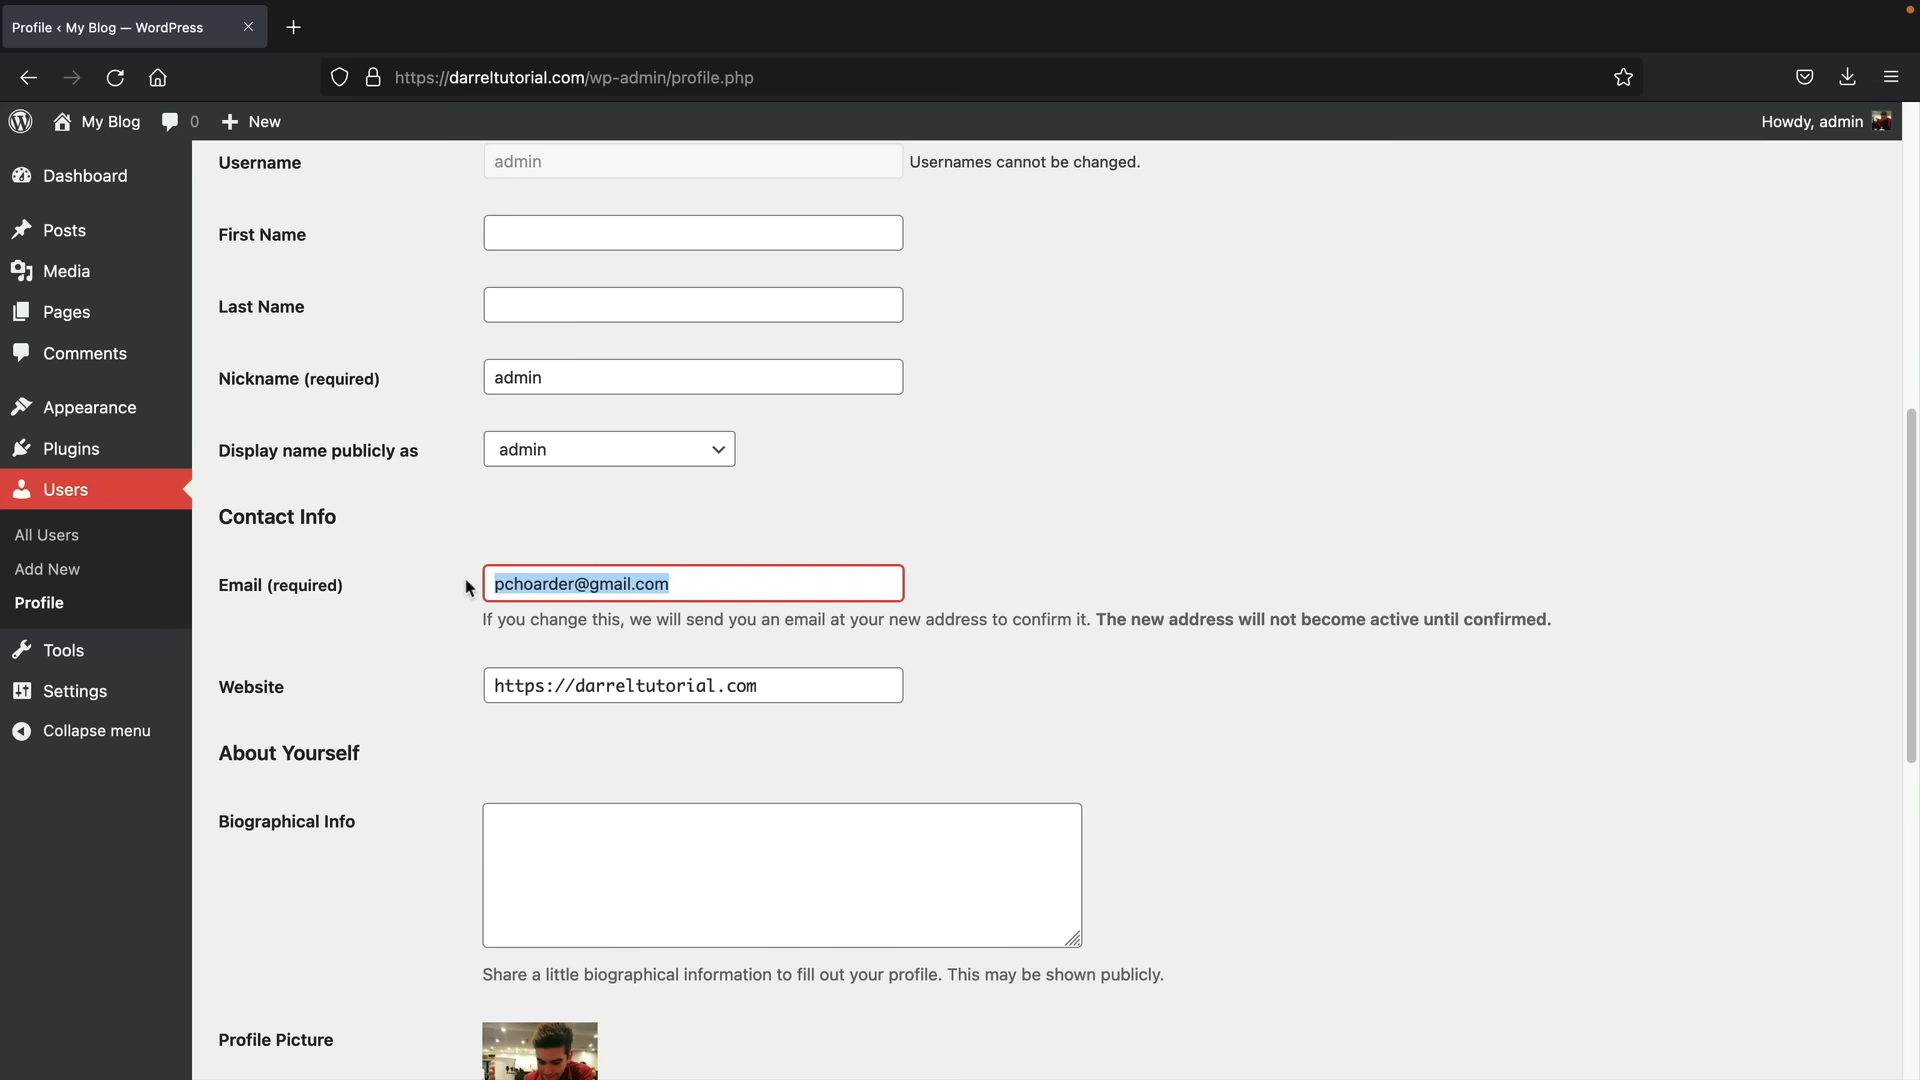 Profile ‹ My Blog — WordPress
https://darreltutorial.com/wp-admin/profile.php
My Blog 0 New Howdy, admin
Dashboard
Posts
Media
Pages
Comments
Appearance
Plugins
Users
All Users
Add New
Profile
Tools
Settings
Collapse menu
Username admin Usernames cannot be changed.
First Name
Last Name
Nickname (required) admin
Display name publicly as admin
Contact Info
Email (required) pchoarder@gmail.com
If you change this, we will send you an email at your new address to confirm it. The new address will not become active until confirmed.
Website https://darreltutorial.com
About Yourself
Biographical Info
Share a little biographical information to fill out your profile. This may be shown publicly.
Profile Picture